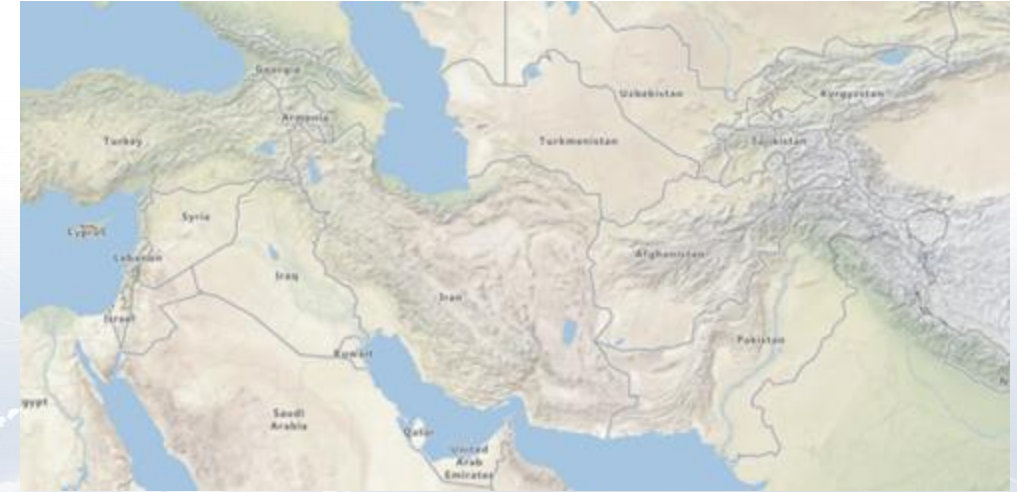 Georgia
Uzbekistan
Kyrgyzstan
Armenia
Turkey
Turkmenistan
Tajikistan
Syria
Cyprus
Lebanon
Afghanistan
Iraq
Iran
Israel
Pakistan
Kuwait
gypt
Saudi
Arabia
Qatar
United
Arab
Emirates